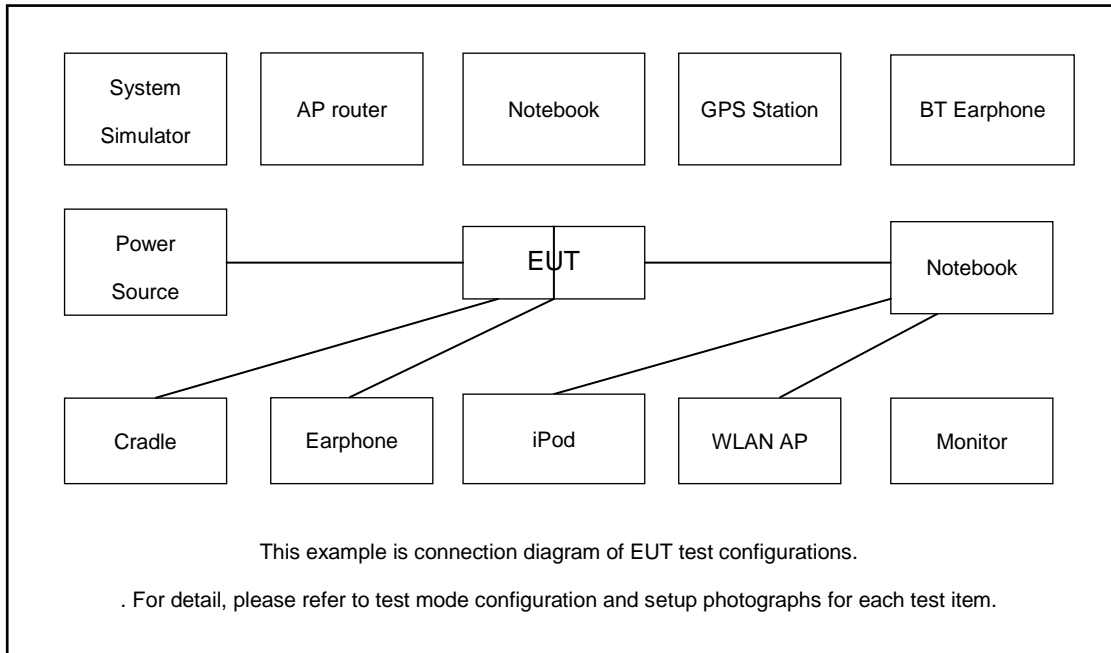 System
Simulator
AP router
Notebook
GPS Station
BT Earphone
Power
Source
EUT
Notebook
Cradle
Earphone
iPod
WLAN AP
Monitor
This example is connection diagram of EUT test configurations.
. For detail, please refer to test mode configuration and setup photographs for each test item.